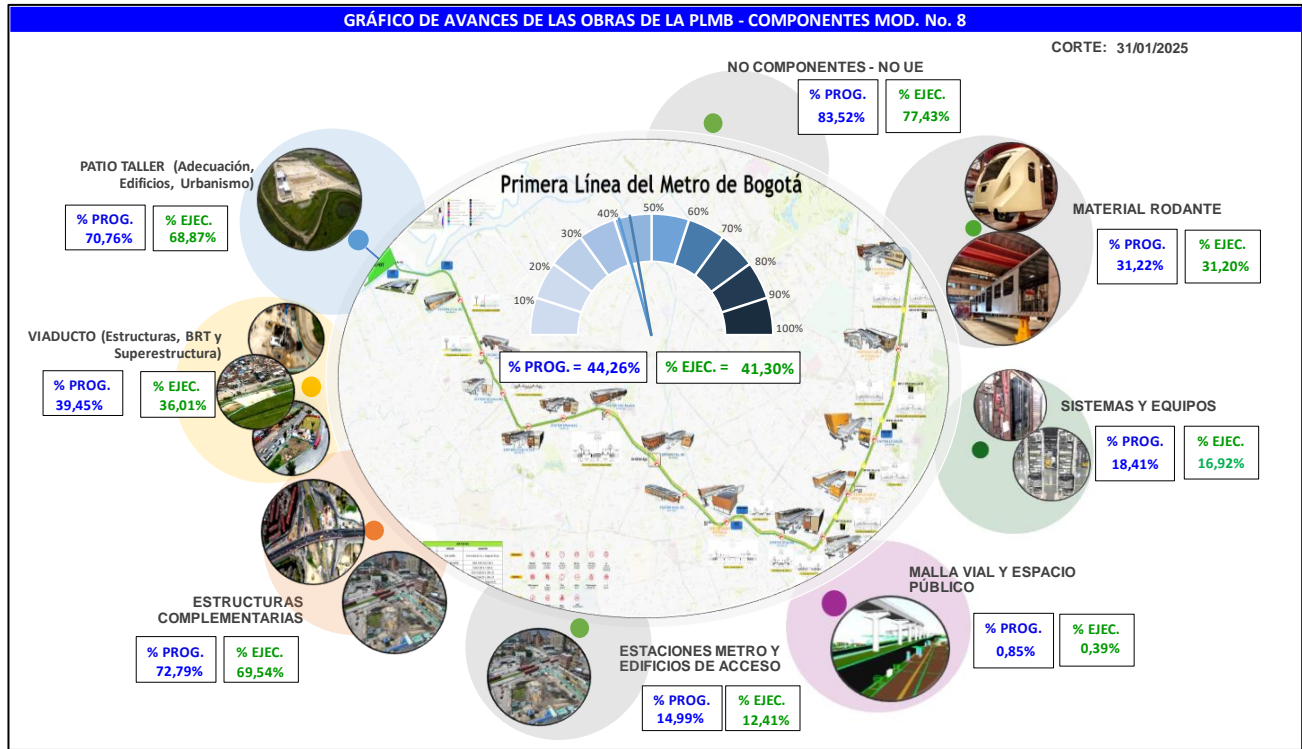 GRÁFICO DE AVANCES DE LAS OBRAS DE LA PLMB - COMPONENTES MOD. No. 8
CORTE: 31/01/2025
NO COMPONENTES - NO UE
% PROG.
83,52%
% EJEC.
77,43%
PATIO TALLER (Adecuación,
Edificios, Urbanismo)
% PROG.
70,76%
% EJEC.
68,87%
MATERIAL RODANTE
% PROG.
31,22%
% EJEC.
31,20%
Primera Línea del Metro de Bogotá
10%
20%
30%
40%
50%
60%
70%
80%
90%
100%
% PROG. = 44,26%
% EJEC. = 41,30%
VIADUCTO (Estructuras, BRT y
Superestructura)
% PROG.
39,45%
% EJEC.
36,01%
SISTEMAS Y EQUIPOS
% PROG.
18,41%
% EJEC.
16,92%
ESTRUCTURAS
COMPLEMENTARIAS
% PROG.
72,79%
% EJEC.
69,54%
ESTACIONES METRO Y
EDIFICIOS DE ACCESO
% PROG.
14,99%
% EJEC.
12,41%
MALLA VIAL Y ESPACIO
PÚBLICO
% PROG.
0,85%
% EJEC.
0,39%